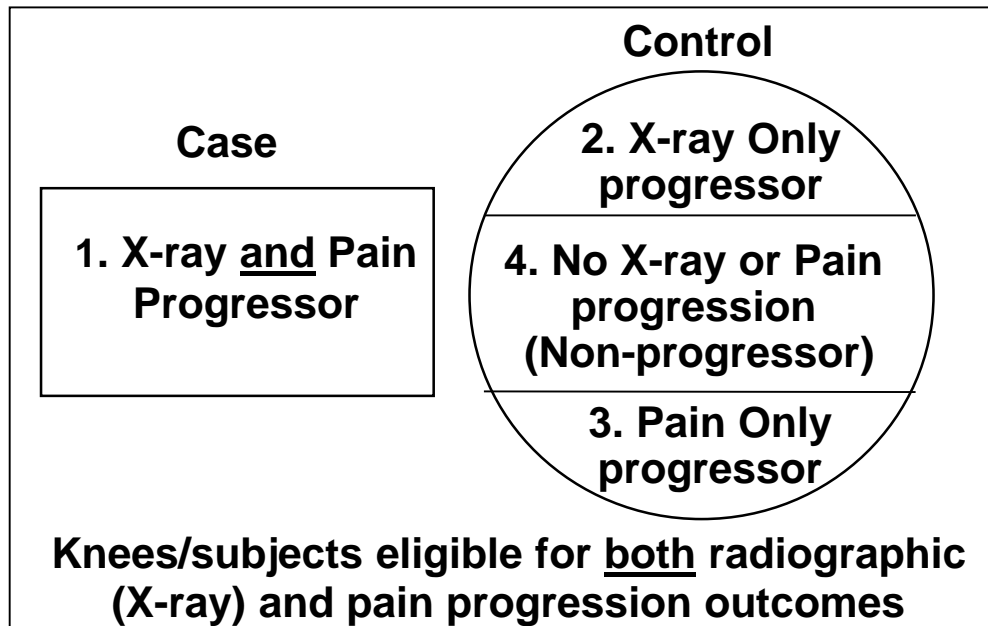 Case
1. X-ray and Pain
Progressor
Control
2. X-ray Only
progressor
4. No X-ray or Pain
progression
(Non-progressor)
3. Pain Only
progressor
Knees/subjects eligible for both radiographic
(X-ray) and pain progression outcomes